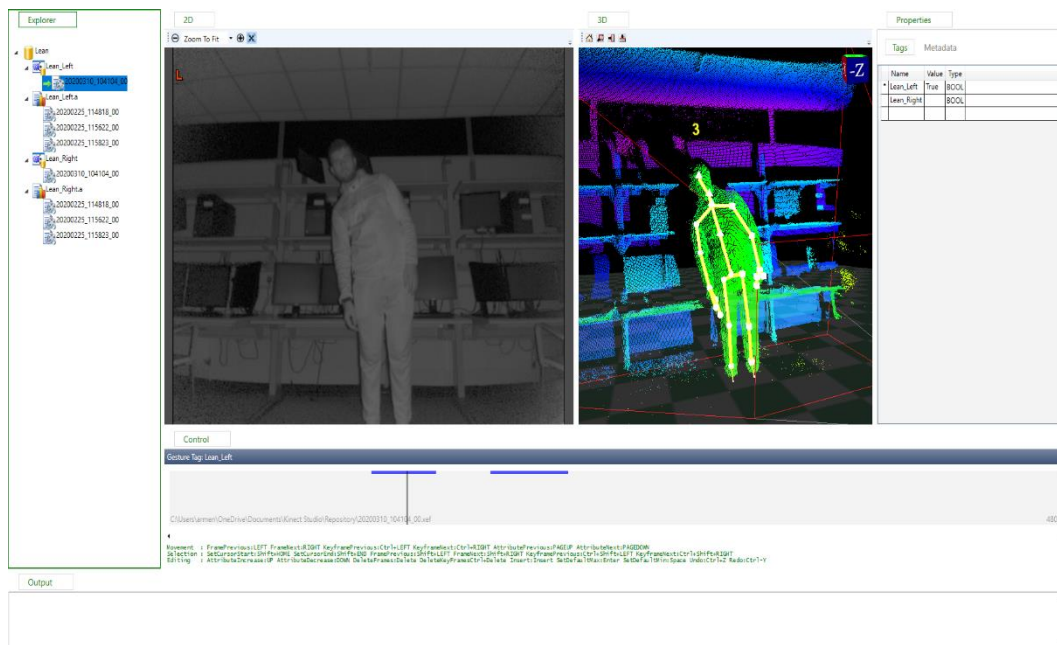 Explorer
2D
3D
Properties
Zoom To Fit
Tags Metadata
Lean
Lean_Left
20200310_104104_00
Lean_Left.a
20200225_114818_00
20200225_115622_00
20200225_115823_00
Lean_Right
20200310_104104_00
Lean_Right.a
20200225_114818_00
20200225_115622_00
20200225_115823_00
L
-Z
3
Name Value Type
* Lean_Left True BOOL
Lean_Right BOOL
Control
Gesture Tag: Lean_Left
C:\Users\armen\OneDrive\Documents\Kinect Studio\Repository\20200310_104104_00.xef
480
Movement : FramePrevious:LEFT FrameNext:RIGHT KeyframePrevious:Ctrl+LEFT KeyframeNext:Ctrl+RIGHT AttributePrevious:PAGEUP AttributeNext:PAGEDOWN
Selection : SetCursorStart:Shift+HOME SetCursorEnd:Shift+END FramePrevious:Shift+LEFT FrameNext:Shift+RIGHT KeyframePrevious:Ctrl+Shift+LEFT KeyframeNext:Ctrl+Shift+RIGHT
Editing : AttributeIncrease:UP AttributeDecrease:DOWN DeleteFrames:Delete DeleteKeyFramesCtrl+Delete Insert:Insert SetDefaultMax:Enter SetDefaultMin:Space Undo:Ctrl+Z Redo:Ctrl+Y
Output